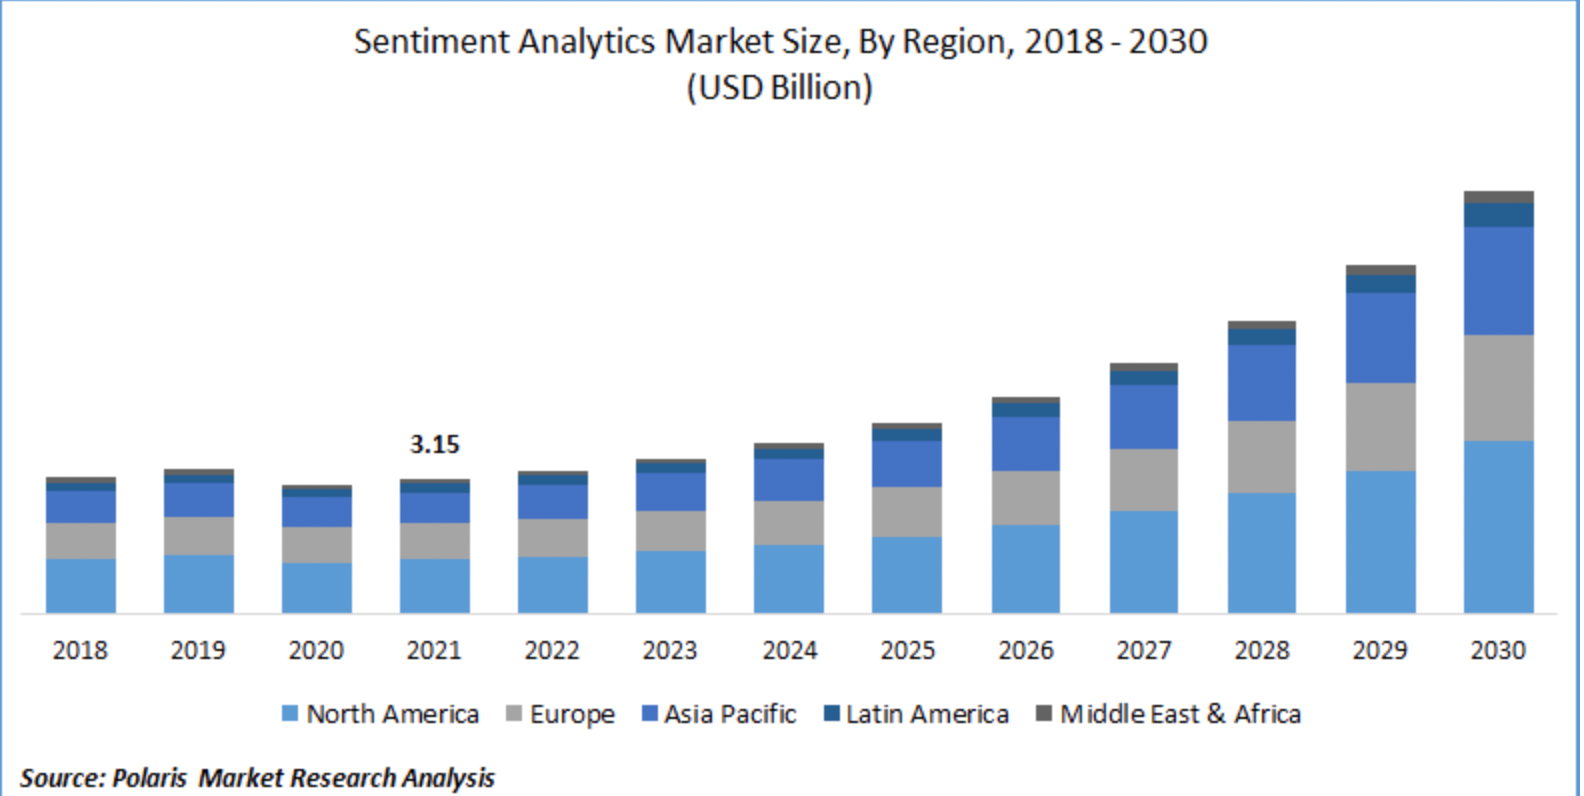 Sentiment Analytics Market Size, By Region, 2018 - 2030
(USD Billion)
3.15
2018 2019 2020 2021 2022 2023 2024 2025 2026 2027 2028 2029 2030
North America Europe Asia Pacific Latin America Middle East & Africa
Source: Polaris Market Research Analysis